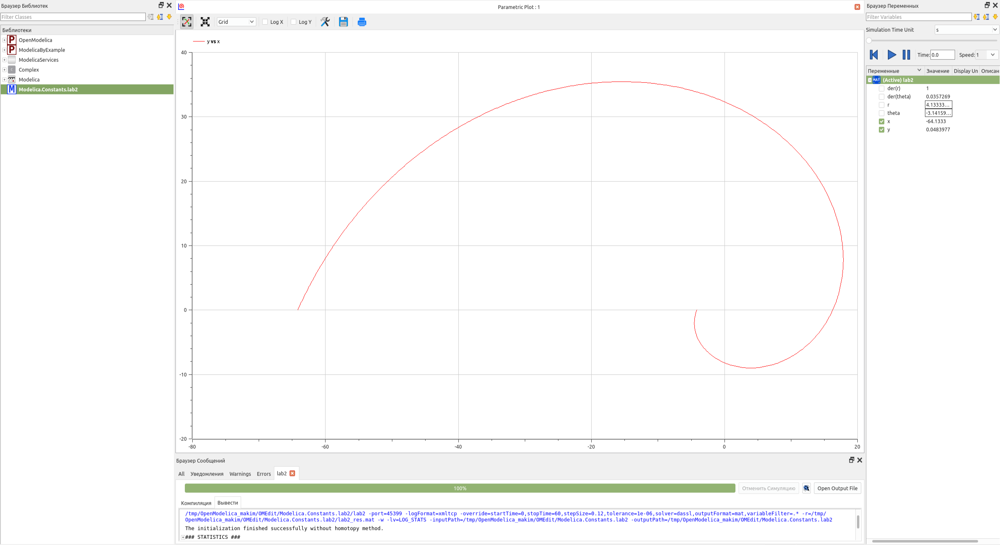 Браузер Библиотек
Filter Classes
Библиотеки
OpenModelica
ModelicaByExample
ModelicaServices
Complex
Modelica
Modelica.Constants.lab2
Parametric Plot : 1
Grid
Log X
Log Y
y vs x
40
30
20
10
0
-10
-20
-80
-60
-40
-20
0
20
Браузер Сообщений
All
Уведомления
Warnings
Errors
lab2
100%
Отменить Симуляцию
Open Output File
Компиляция
Вывести
/tmp/OpenModelica_makim/OMEdit/Modelica.Constants.lab2/lab2 -port=45399 -logFormat=xmltcp -override=startTime=0,stopTime=60,stepSize=0.12,tolerance=1e-06,solver=dassl,outputFormat=mat,variableFilter=.* -r=/tmp/
OpenModelica_makim/OMEdit/Modelica.Constants.lab2/lab2_res.mat -w -lv=LOG_STATS -inputPath=/tmp/OpenModelica_makim/OMEdit/Modelica.Constants.lab2 -outputPath=/tmp/OpenModelica_makim/OMEdit/Modelica.Constants.lab2
The initialization finished successfully without homotopy method.
### STATISTICS ###
Браузер Переменных
Filter Variables
Simulation Time Unit s
Time: 0.0 Speed: 1
Переменные Значение Display Un Описан
MAT (Active) lab2
der(r) 1
der(theta) 0.0357269
r 4.13333...
theta -3.14159...
x -64.1333
y 0.0483977